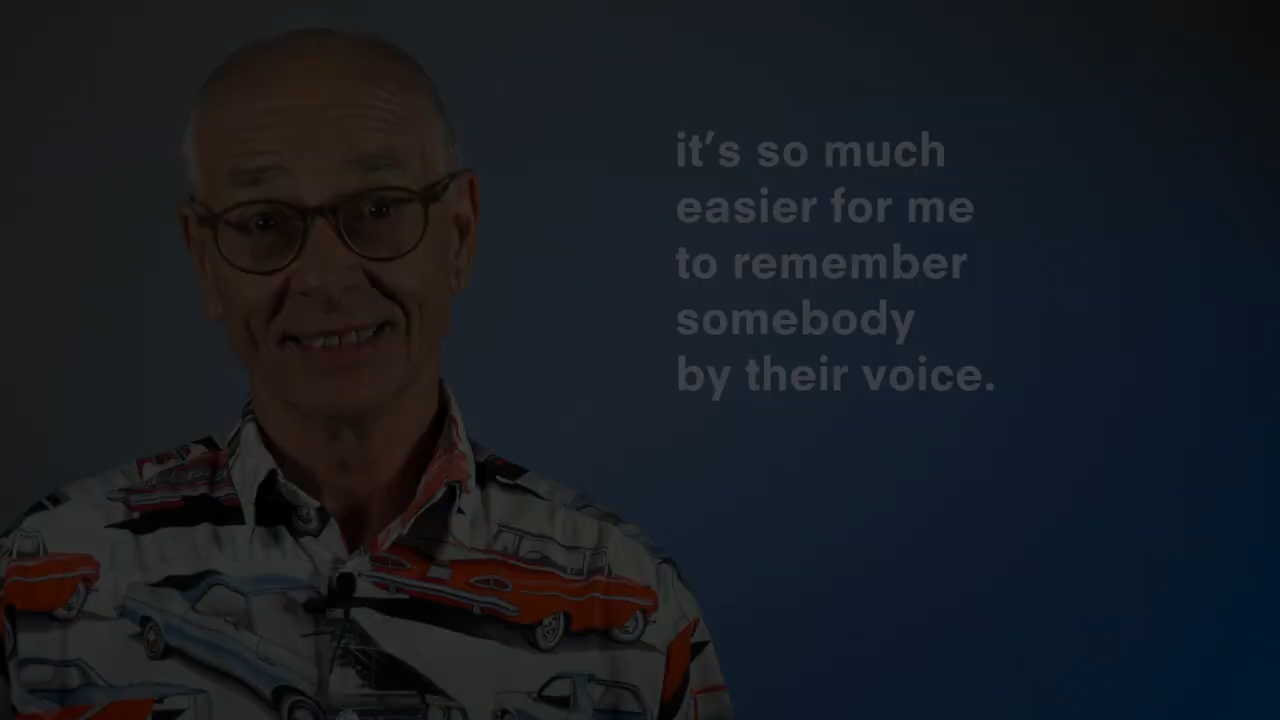 it's so much
easier for me
to remember
somebody
by their voice.